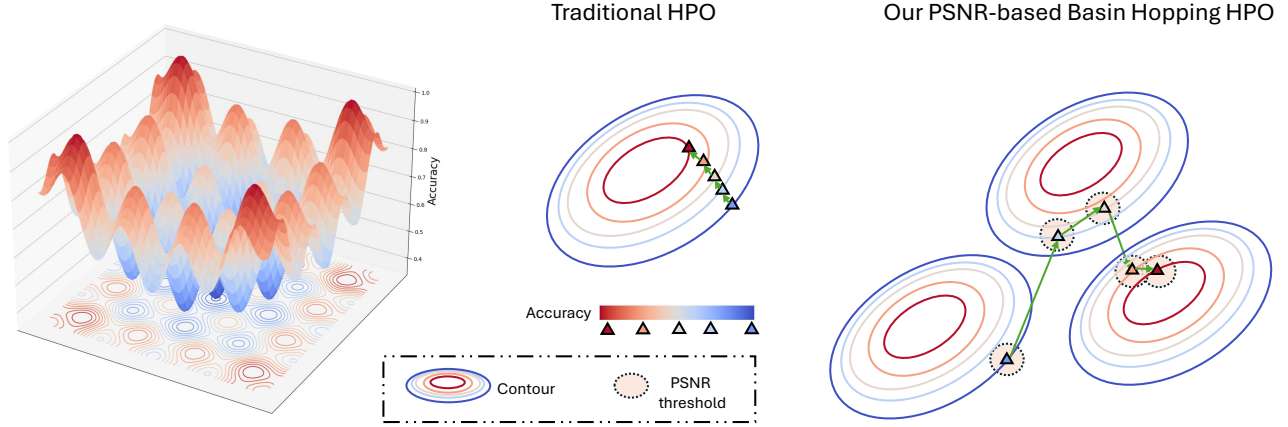 Traditional HPO
Our PSNR-based Basin Hopping HPO
1.0
0.9
0.8
0.7
0.6
0.5
0.4
Accuracy
Accuracy
Contour
PSNR
threshold